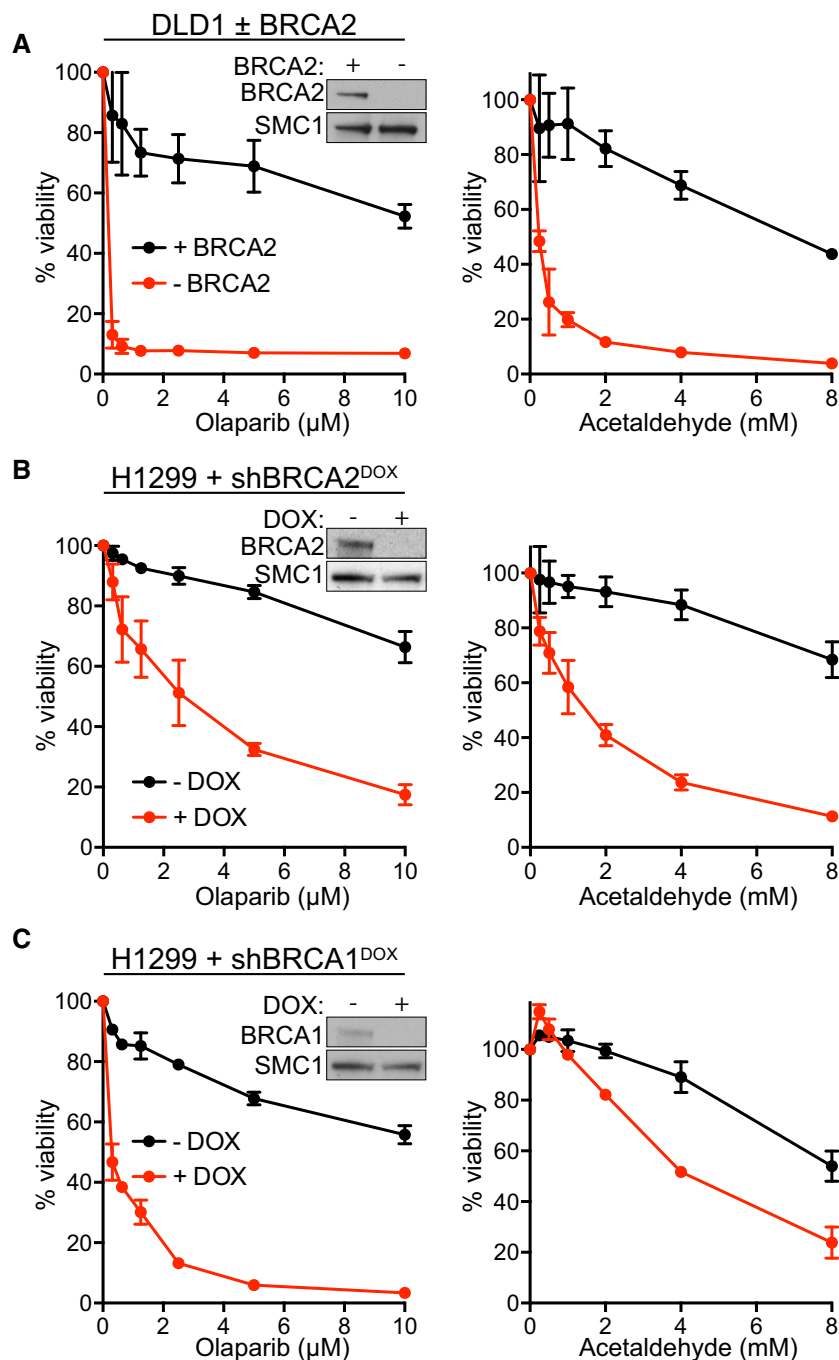 A
DLD1 ± BRCA2
BRCA2: + -
BRCA2
SMC1
% viability
100
80
60
40
20
0
+ BRCA2
- BRCA2
0 2 4 6 8 10
Olaparib (µM)
% viability
100
80
60
40
20
0
0 2 4 6 8
Acetaldehyde (mM)
B
H1299 + shBRCA2DOX
DOX: - +
BRCA2
SMC1
% viability
100
80
60
40
20
0
- DOX
+ DOX
0 2 4 6 8 10
Olaparib (µM)
% viability
100
80
60
40
20
0
0 2 4 6 8
Acetaldehyde (mM)
C
H1299 + shBRCA1DOX
DOX: - +
BRCA1
SMC1
% viability
100
80
60
40
20
0
- DOX
+ DOX
0 2 4 6 8 10
Olaparib (µM)
% viability
100
80
60
40
20
0 2 4 6 8
Acetaldehyde (mM)